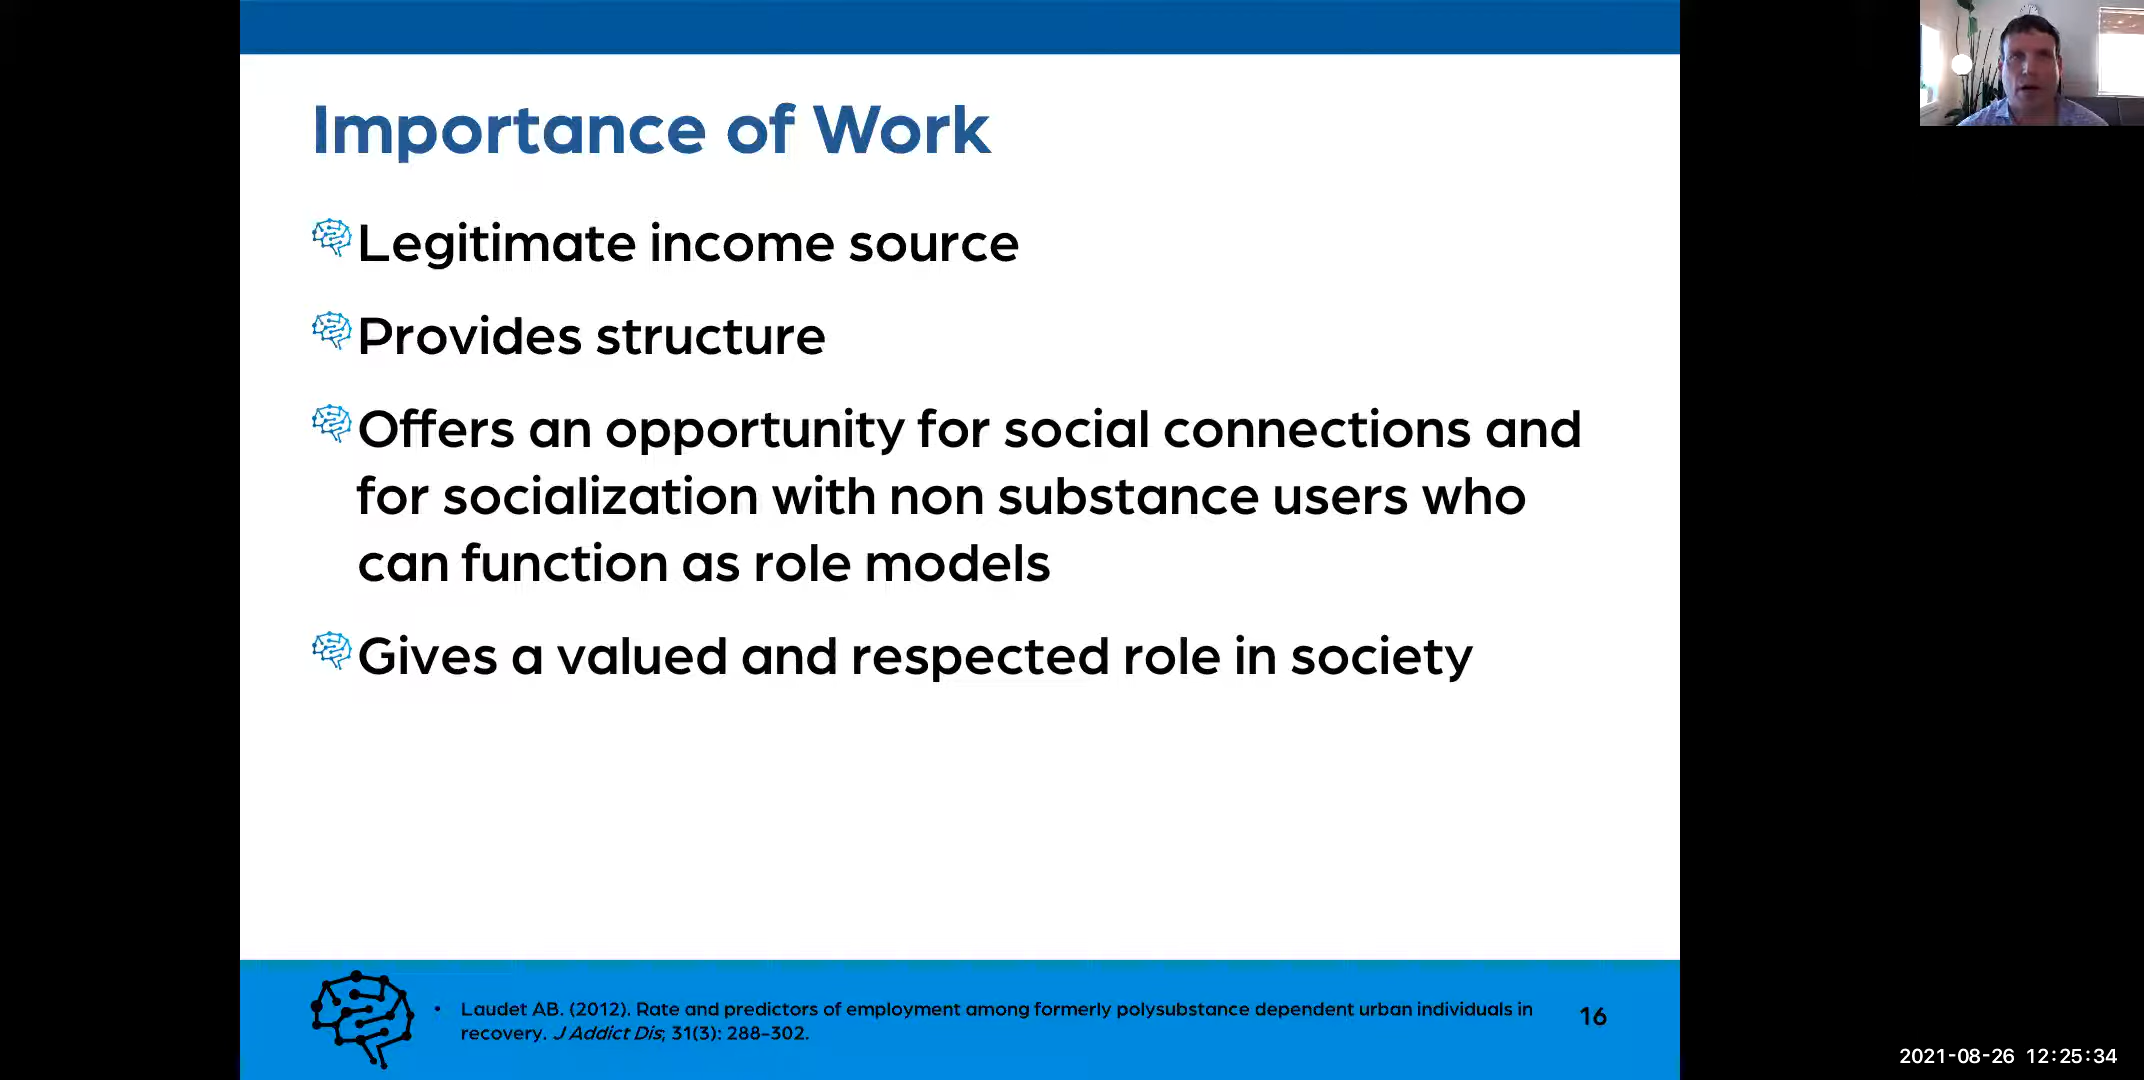 Importance of Work
Legitimate income source
Provides structure
Offers an opportunity for social connections and
for socialization with non substance users who
can function as role models
Gives a valued and respected role in society
• Laudet AB. (2012). Rate and predictors of employment among formerly polysubstance dependent urban individuals in
recovery. J Addict Dis; 31(3): 288-302.
16
2021-08-26 12:25:34